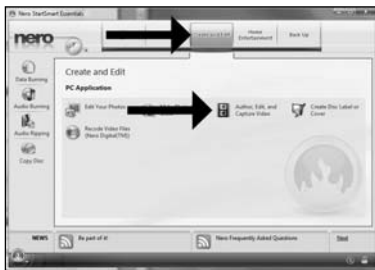 Nero StartSmart Essentials
nero
Create and Edit
Home
Entertainment
Back Up
Data Burning
Audio Burning
Audio Ripping
Copy Disc
Create and Edit
PC Application
Edit Your Photos
Author, Edit, and
Capture Video
Create Disc Label or
Cover
Recode Video Files
(Nero Digital(TM))
NEWS
Be part of it!
Nero Frequently Asked Questions